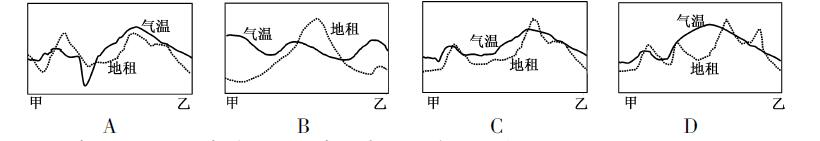 气温 地租 甲 乙 A
气温 地租 甲 乙 B
气温 地租 甲 乙 C
气温 地租 甲 乙 D